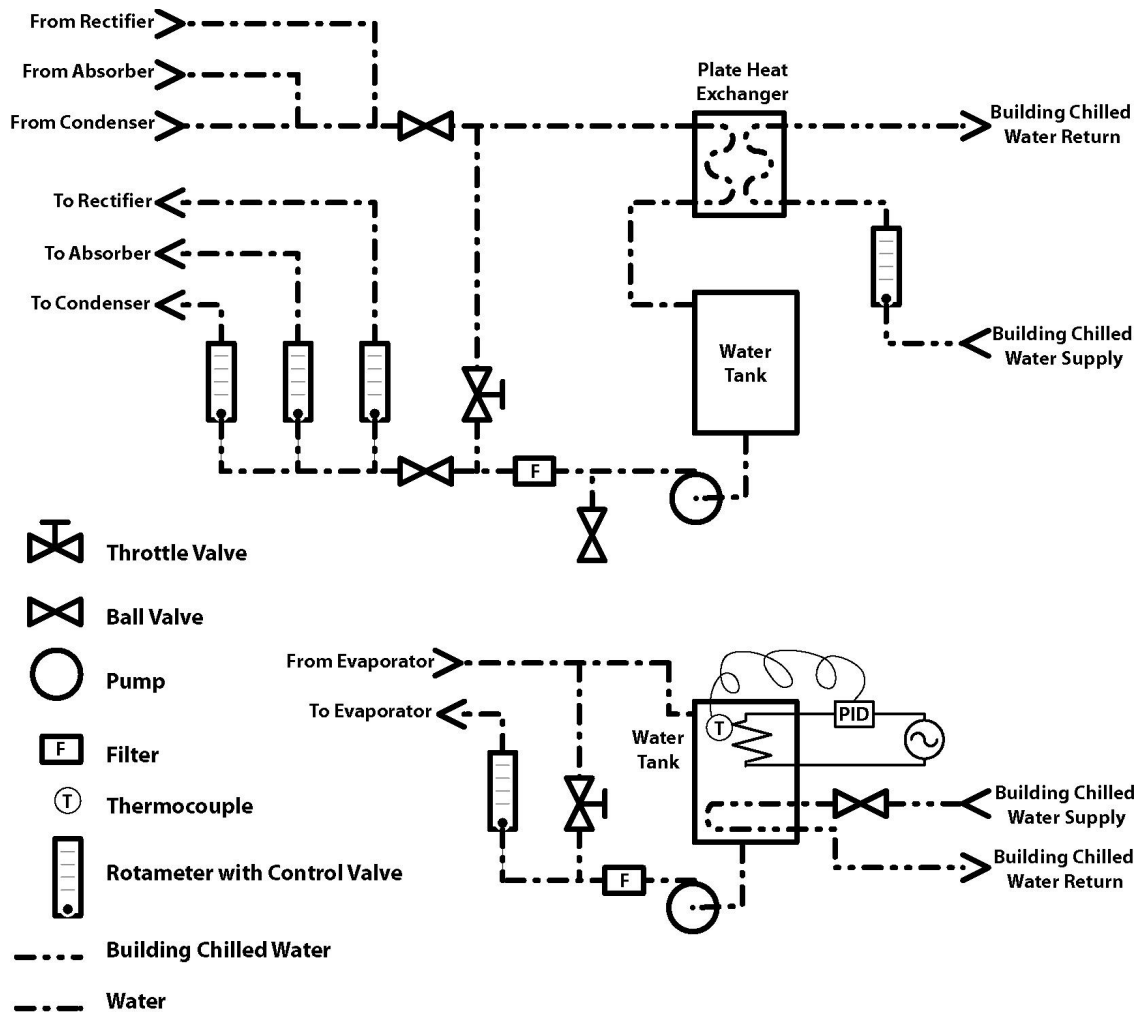 From Rectifier
From Absorber
From Condenser
To Rectifier
To Absorber
To Condenser
Plate Heat
Exchanger
Building Chilled
Water Return
Building Chilled
Water Supply
Water
Tank
F
Throttle Valve
Ball Valve
Pump
F
Filter
T
Thermocouple
Rotameter with Control Valve
Building Chilled Water
Water
From Evaporator
To Evaporator
Water
Tank
T
PID
F
Building Chilled
Water Supply
Building Chilled
Water Return